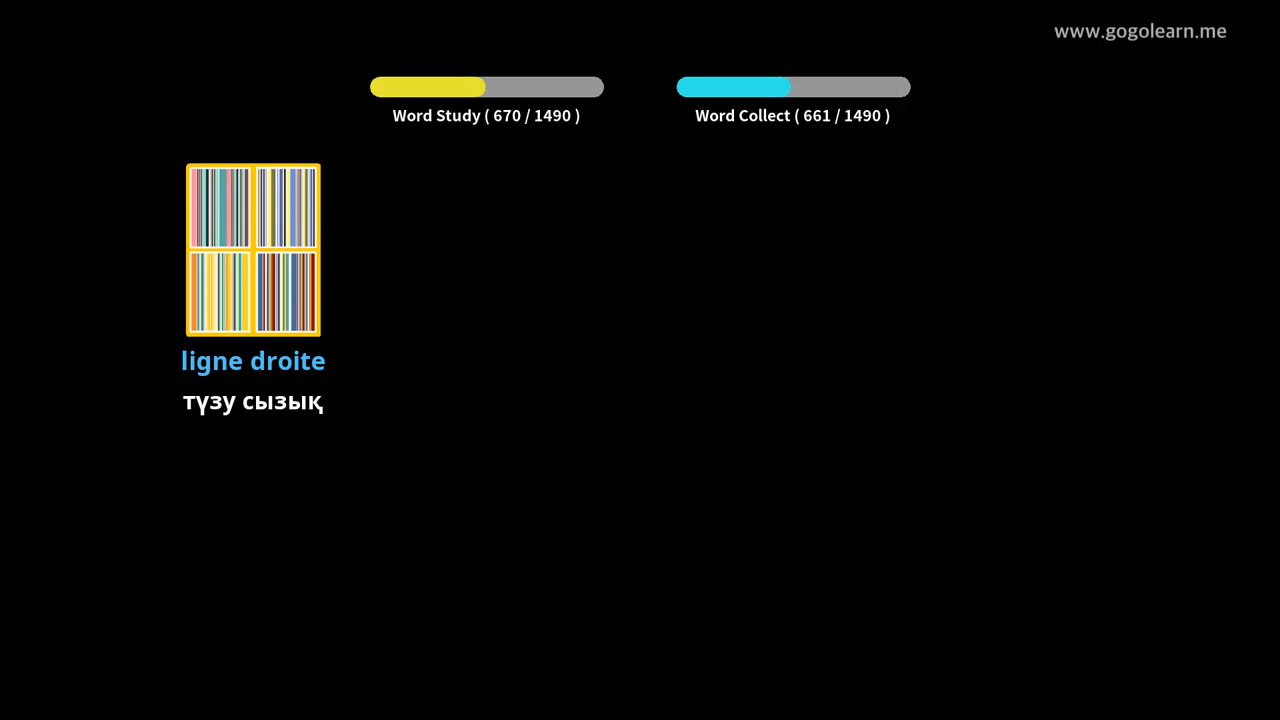 www.gogolearn.me
Word Study ( 670 / 1490 )
Word Collect ( 661 / 1490 )
ligne droite
түзу сызық